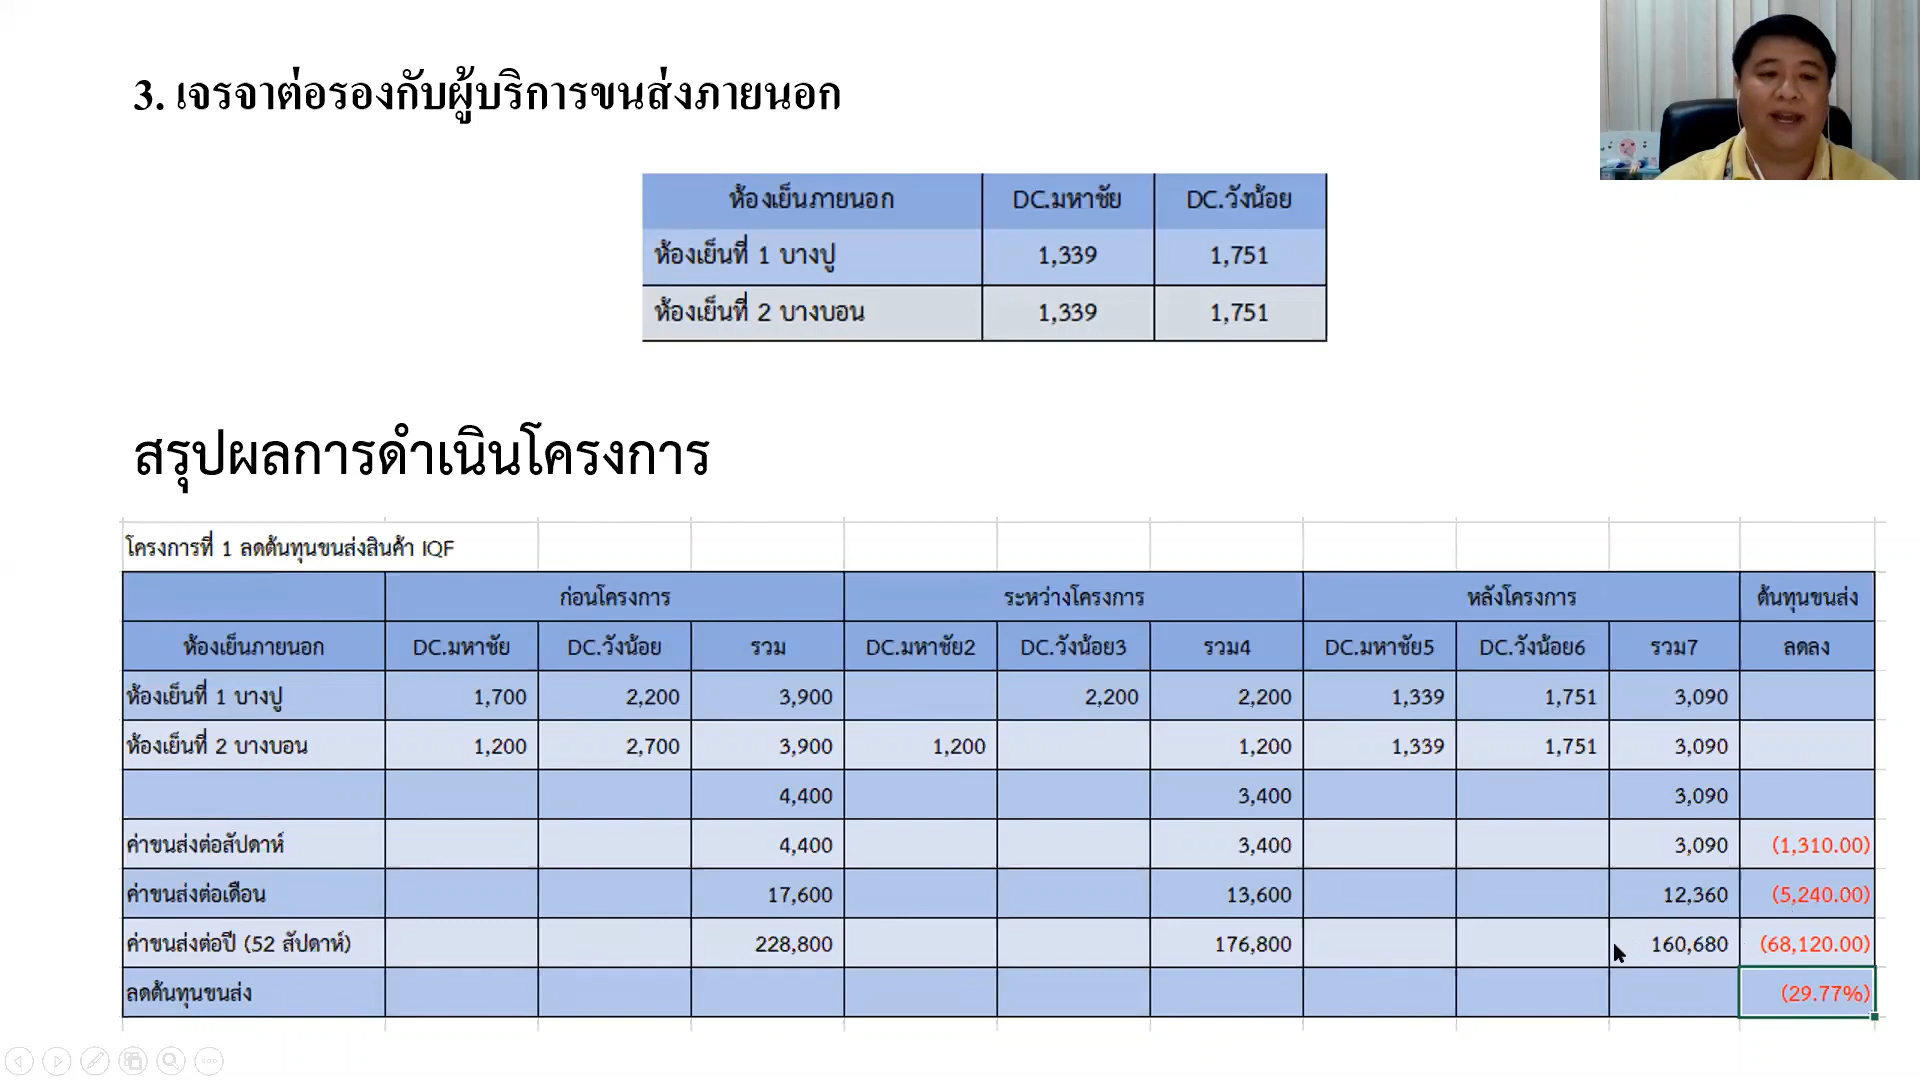 3. เจรจาต่อรองกับผู้บริการขนส่งภายนอก
ห้องเย็นภายนอก DC.มหาชัย DC.วังน้อย
ห้องเย็นที่ 1 บางปู 1,339 1,751
ห้องเย็นที่ 2 บางบอน 1,339 1,751
สรุปผลการดำเนินโครงการ
โครงการที่ 1 ลดต้นทุนขนส่งสินค้า IQF
ก่อนโครงการ ระหว่างโครงการ หลังโครงการ ต้นทุนขนส่ง
ห้องเย็นภายนอก DC.มหาชัย DC.วังน้อย รวม DC.มหาชัย2 DC.วังน้อย3 รวม4 DC.มหาชัย5 DC.วังน้อย6 รวม7 ลดลง
ห้องเย็นที่ 1 บางปู 1,700 2,200 3,900 2,200 2,200 1,339 1,751 3,090
ห้องเย็นที่ 2 บางบอน 1,200 2,700 3,900 1,200 1,200 1,339 1,751 3,090
4,400 3,400 3,090
ค่าขนส่งต่อสัปดาห์ 4,400 3,400 3,090 (1,310.00)
ค่าขนส่งต่อเดือน 17,600 13,600 12,360 (5,240.00)
ค่าขนส่งต่อปี (52 สัปดาห์) 228,800 176,800 160,680 (68,120.00)
ลดต้นทุนขนส่ง (29.77%)